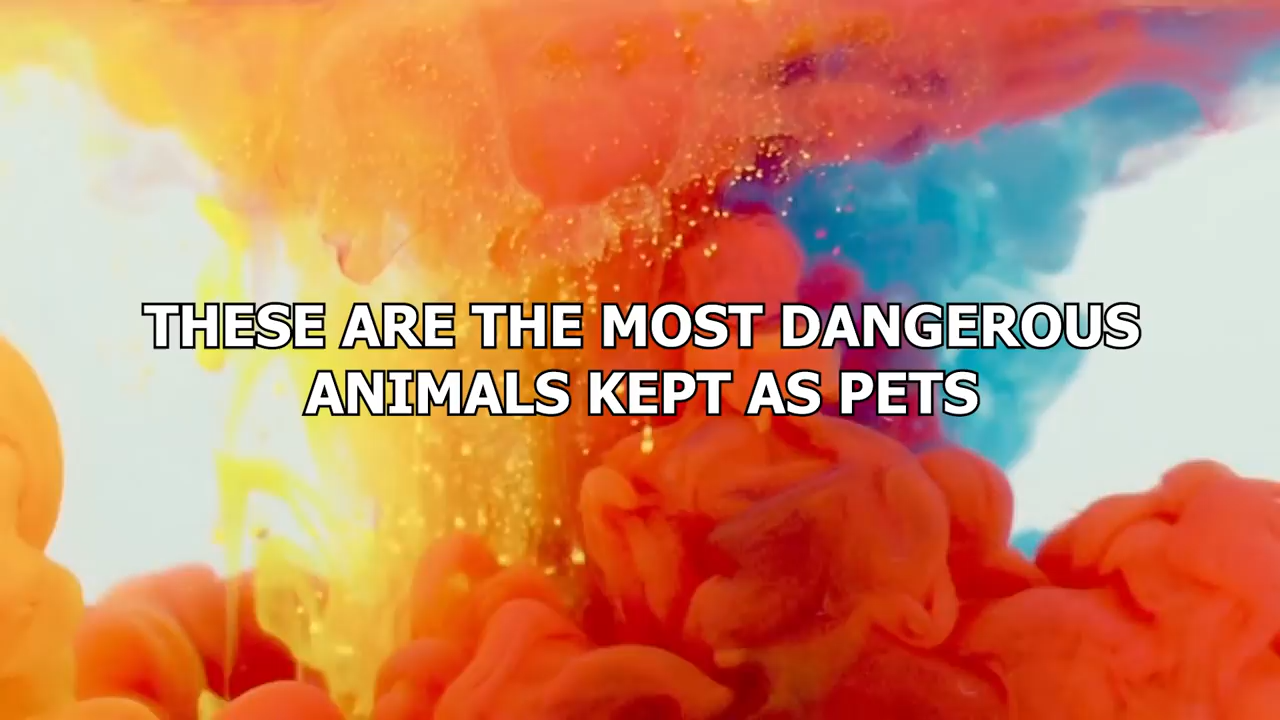 THESE ARE THE MOST DANGEROUS
ANIMALS KEPT AS PETS